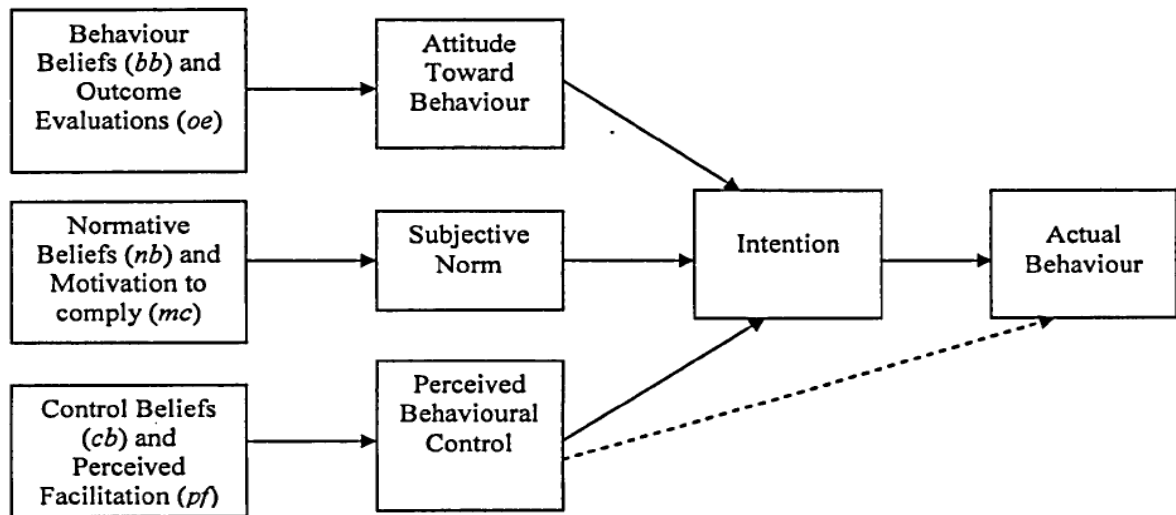 Behaviour
Beliefs (bb) and
Outcome
Evaluations (oe)
Attitude
Toward
Behaviour
Normative
Beliefs (nb) and
Motivation to
comply (mc)
Subjective
Norm
Intention
Actual
Behaviour
Control Beliefs
(cb) and
Perceived
Facilitation (pf)
Perceived
Behavioural
Control